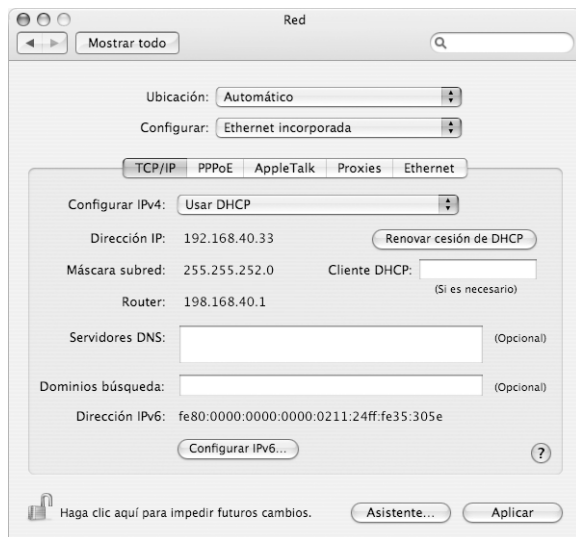 Red
Mostrar todo
Ubicación: Automático
Configurar: Ethernet incorporada
TCP/IP PPPoE AppleTalk Proxies Ethernet
Configurar IPv4: Usar DHCP
Dirección IP: 192.168.40.33 Renovar cesión de DHCP
Máscara subred: 255.255.252.0 Cliente DHCP:
(Si es necesario)
Router: 198.168.40.1
Servidores DNS: (Opcional)
Dominios búsqueda: (Opcional)
Dirección IPv6: fe80:0000:0000:0000:0211:24ff:fe35:305e
Configurar IPv6... ?
Haga clic aquí para impedir futuros cambios. Asistente... Aplicar